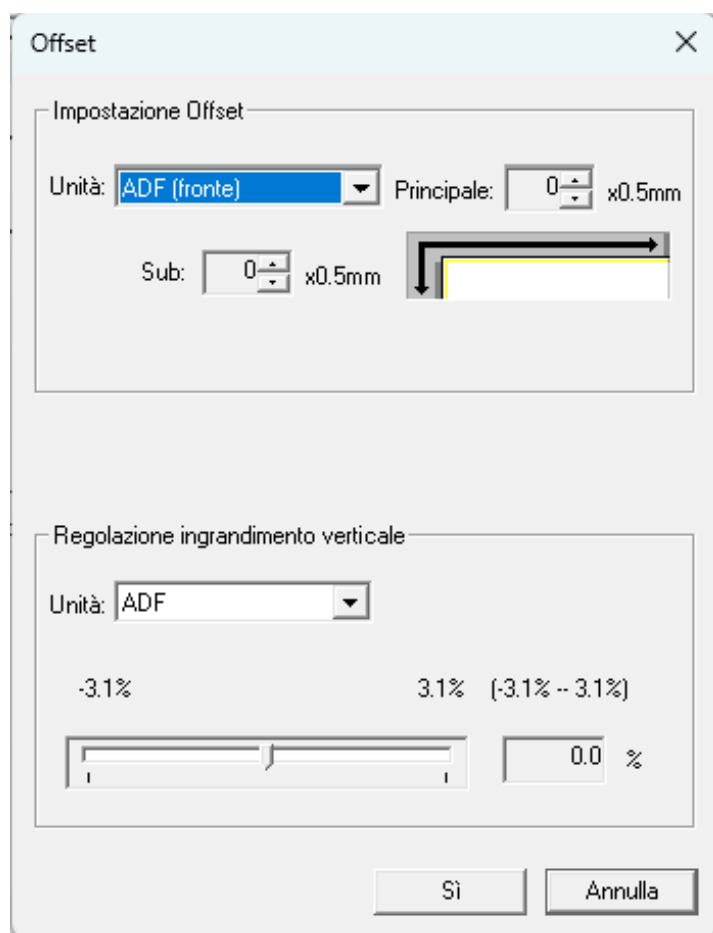 Offset
Impostazione Offset
Unità: ADF (fronte) Principale: 0 x0.5mm
Sub: 0 x0.5mm
Regolazione ingrandimento verticale
Unità: ADF
-3.1% 3.1% (-3.1% -- 3.1%)
0.0 %
Sì Annulla